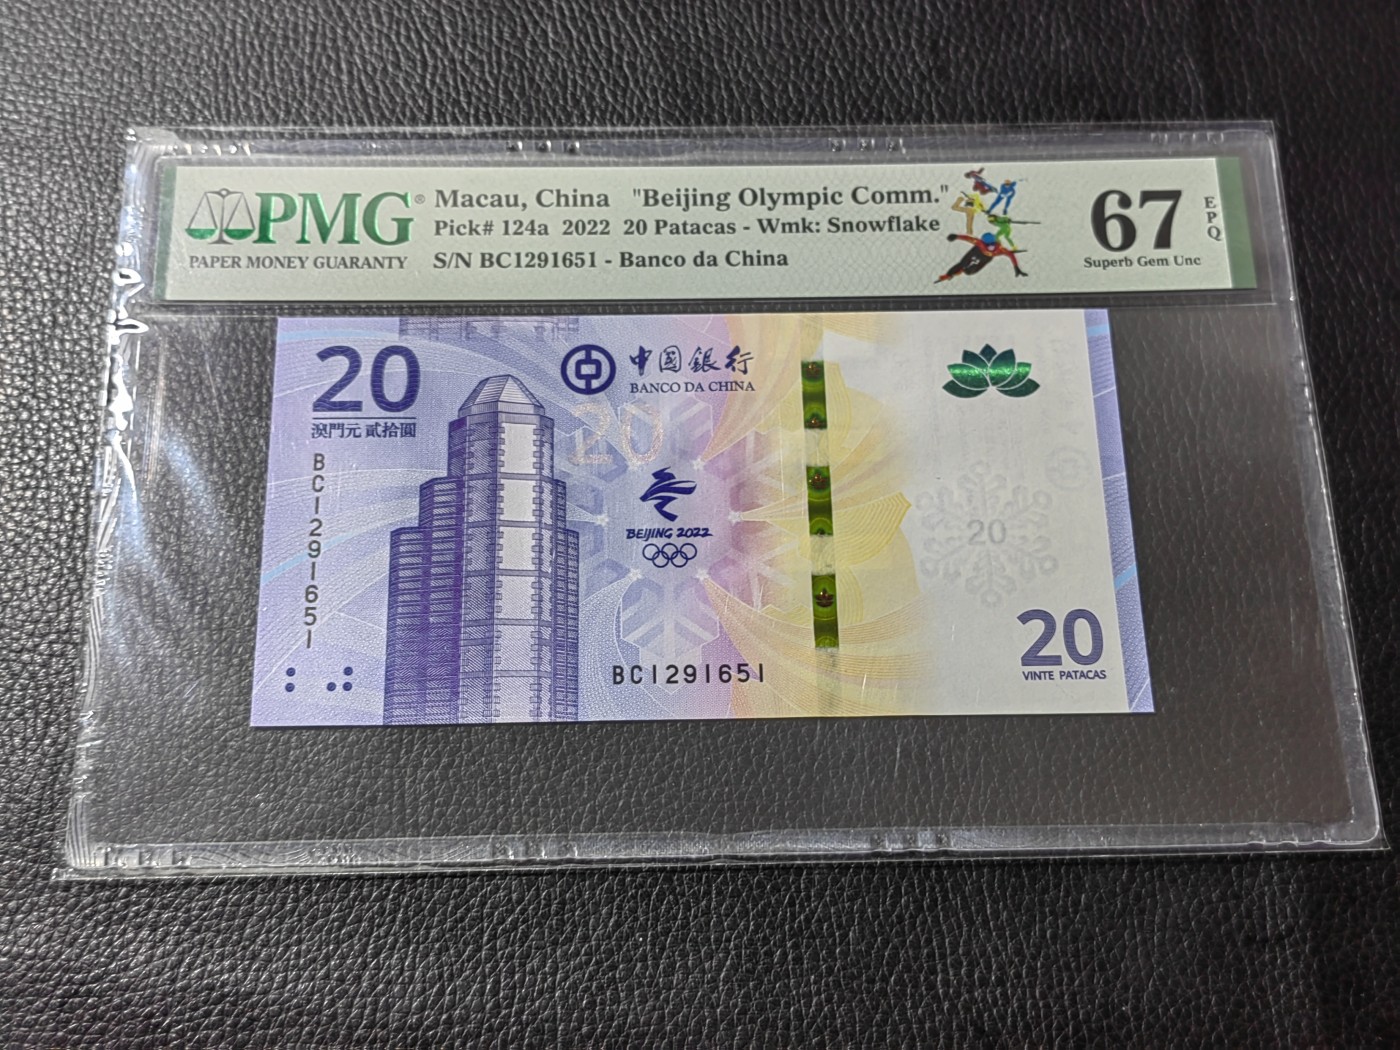 PMG®
PAPER MONEY GUARANTY
Macau, China "Beijing Olympic Comm."
Pick# 124a 2022 20 Patacas - Wmk: Snowflake
S/N BC1291651 - Banco da China
67
EPQ
Superb Gem Unc
20
澳門元 貳拾圓
BC1291651
中國銀行
BANCO DA CHINA
20
BEIJING 2022
BC1291651
20
20
VINTE PATACAS